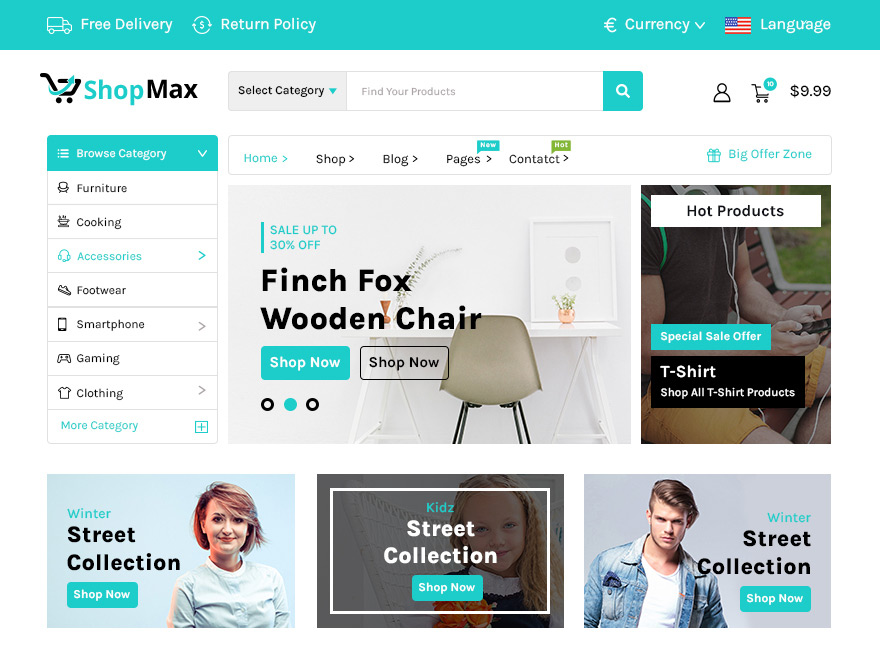 Free Delivery
Return Policy
€ Currency
Language
ShopMax
Select Category
Find Your Products
10
$9.99
Browse Category
Furniture
Cooking
Accessories >
Footwear
Smartphone >
Gaming
Clothing >
More Category
Home >
Shop >
Blog >
New
Pages >
Hot
Contatct >
Big Offer Zone
SALE UP TO
30% OFF
Finch Fox
Wooden Chair
Shop Now
Shop Now
Hot Products
Special Sale Offer
T-Shirt
Shop All T-Shirt Products
Winter
Street
Collection
Shop Now
Kidz
Street
Collection
Shop Now
Winter
Street
Collection
Shop Now